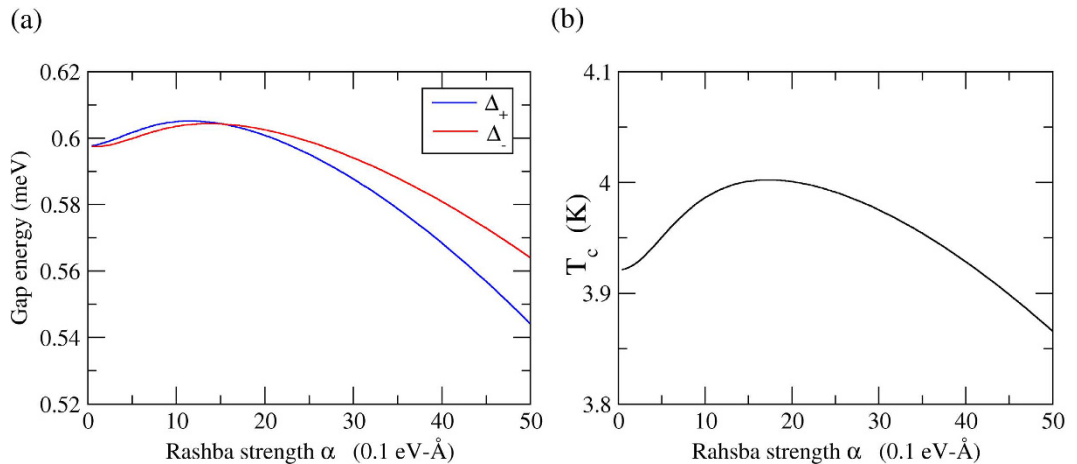 (a)
0.62
0.6
0.58
0.56
0.54
0.52
Gap energy (meV)
Δ+
Δ-
0 10 20 30 40 50
Rashba strength α (0.1 eV-Å)
(b)
4.1
4
3.9
3.8
T_c (K)
0 10 20 30 40 50
Rahsba strength α (0.1 eV-Å)